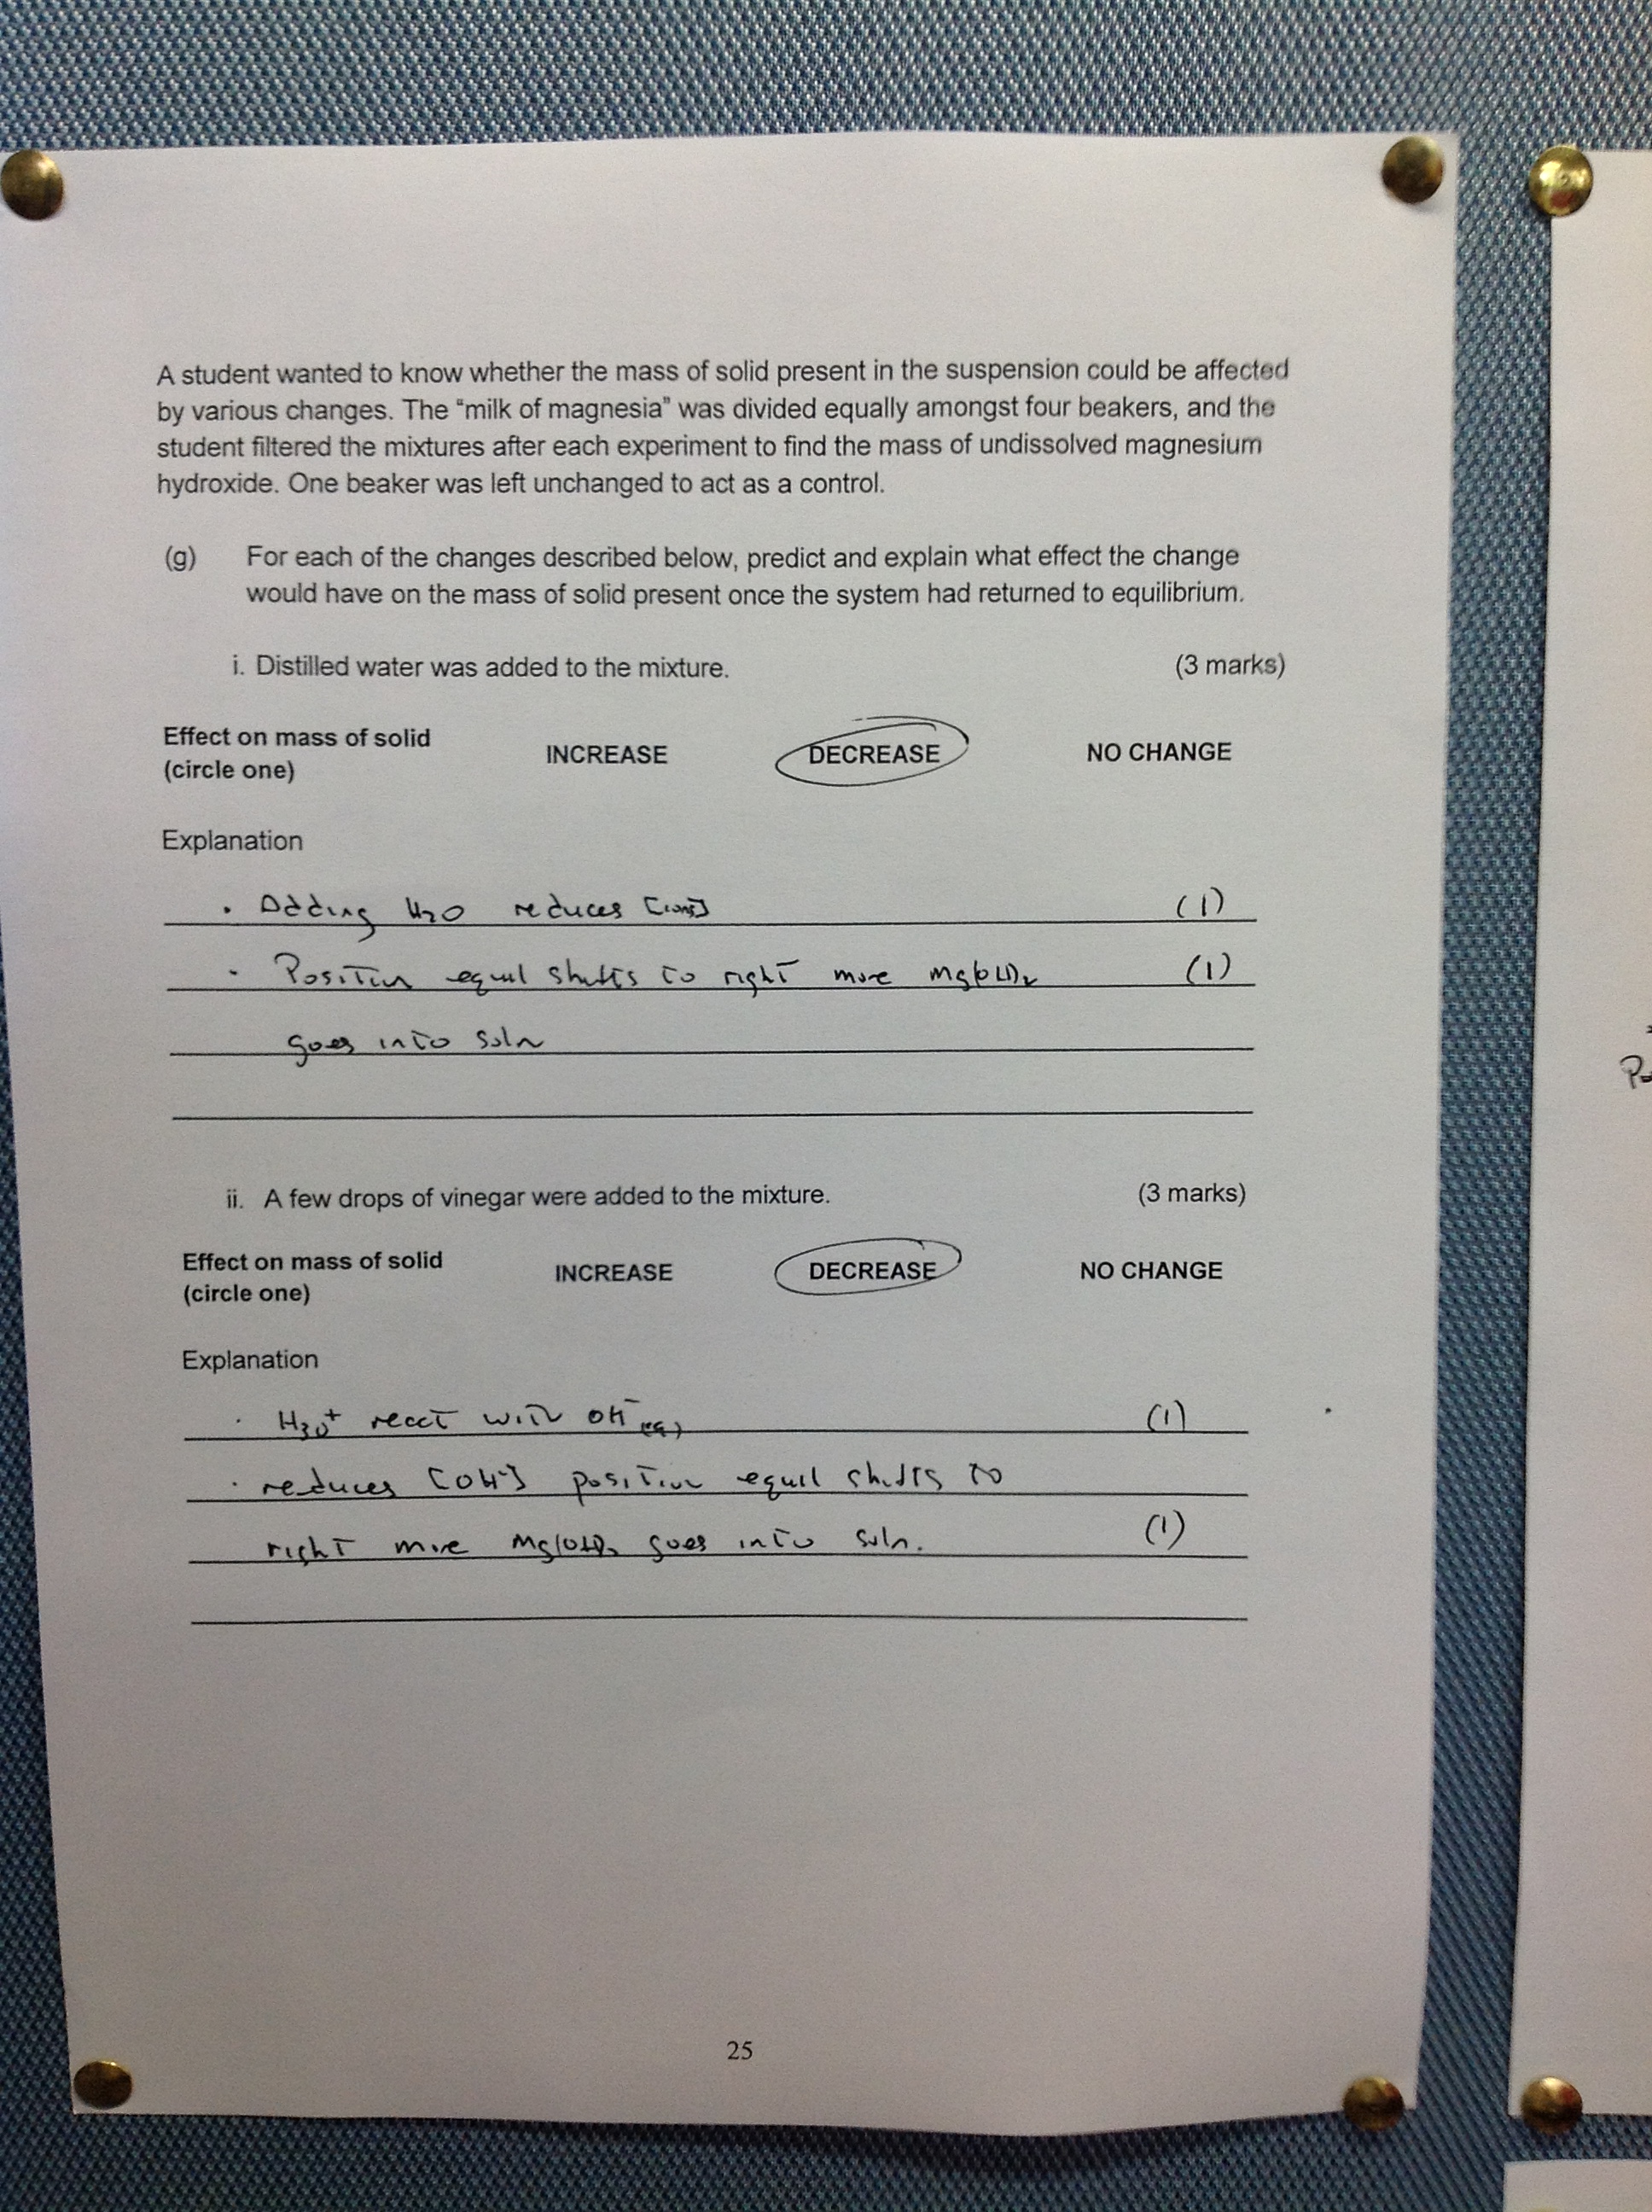 A student wanted to know whether the mass of solid present in the suspension could be affected
by various changes. The “milk of magnesia” was divided equally amongst four beakers, and the
student filtered the mixtures after each experiment to find the mass of undissolved magnesium
hydroxide. One beaker was left unchanged to act as a control.
(g) For each of the changes described below, predict and explain what effect the change
would have on the mass of solid present once the system had returned to equilibrium.
i. Distilled water was added to the mixture. (3 marks)
Effect on mass of solid
(circle one) INCREASE DECREASE NO CHANGE
Explanation
· Adding H2O reduces [ions] (1)
· Position equil shifts to right more Mg(OH)2 (1)
goes into soln
ii. A few drops of vinegar were added to the mixture. (3 marks)
Effect on mass of solid
(circle one) INCREASE DECREASE NO CHANGE
Explanation
· H3O+ react with OH-(aq) (1)
· reduces [OH-] position equil shifts to
right more Mg(OH)2 goes into soln. (1)
25